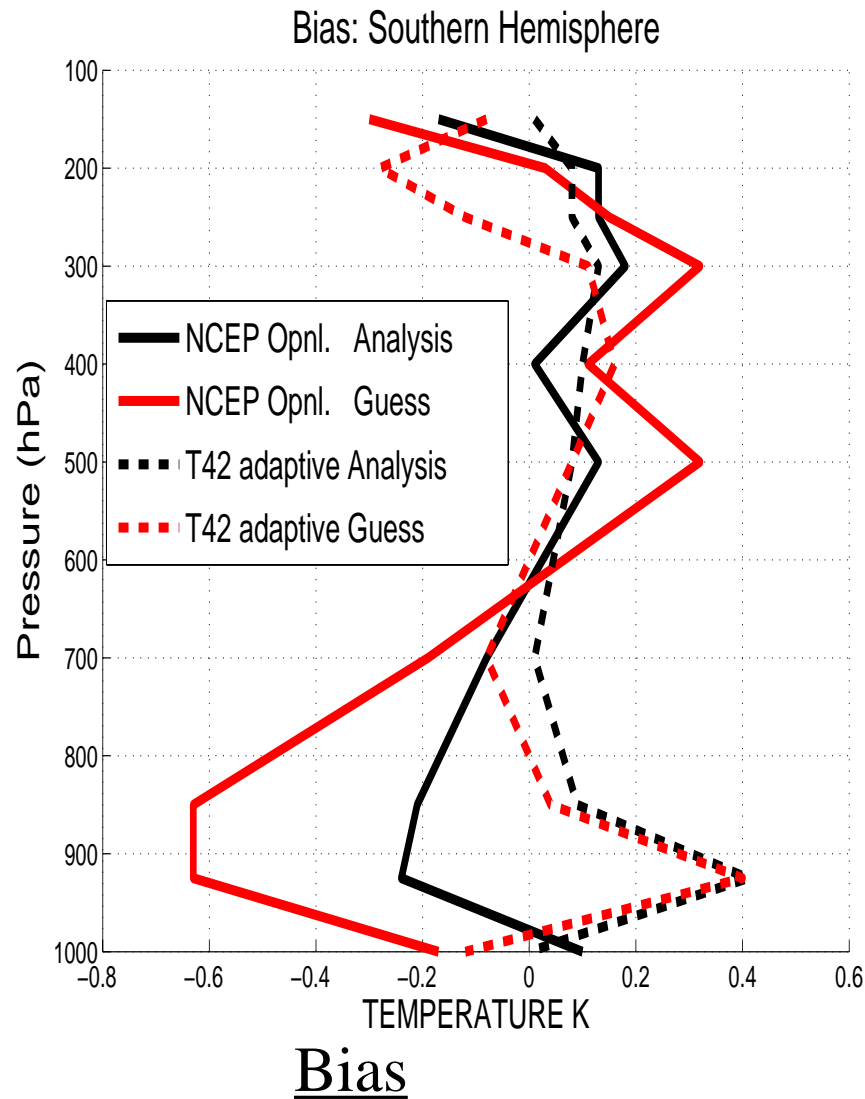 Bias: Southern Hemisphere
100
200
300
400
500
600
700
800
900
1000
Pressure (hPa)
NCEP Opnl. Analysis
NCEP Opnl. Guess
T42 adaptive Analysis
T42 adaptive Guess
−0.8 −0.6 −0.4 −0.2 0 0.2 0.4 0.6
TEMPERATURE K
Bias